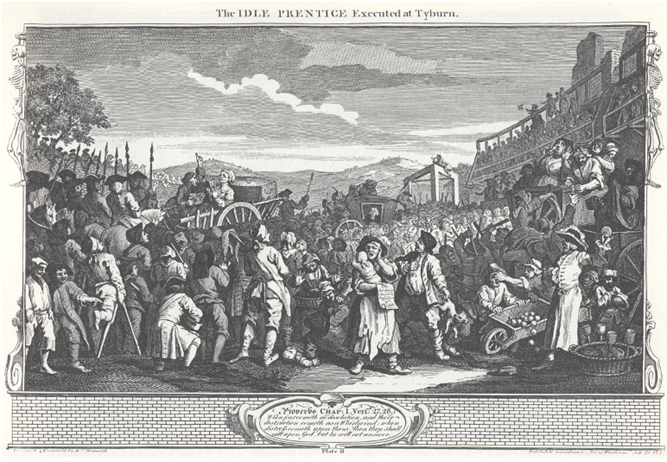 The IDLE PRENTICE Executed at Tyburn.
Proverbs CHAP: I. Vers: 27, 28.
When fear cometh as desolation, and their
destruction cometh as a Whirlwind; when
distress cometh upon them, then they shall
call upon God, but he will not answer.
Plate II